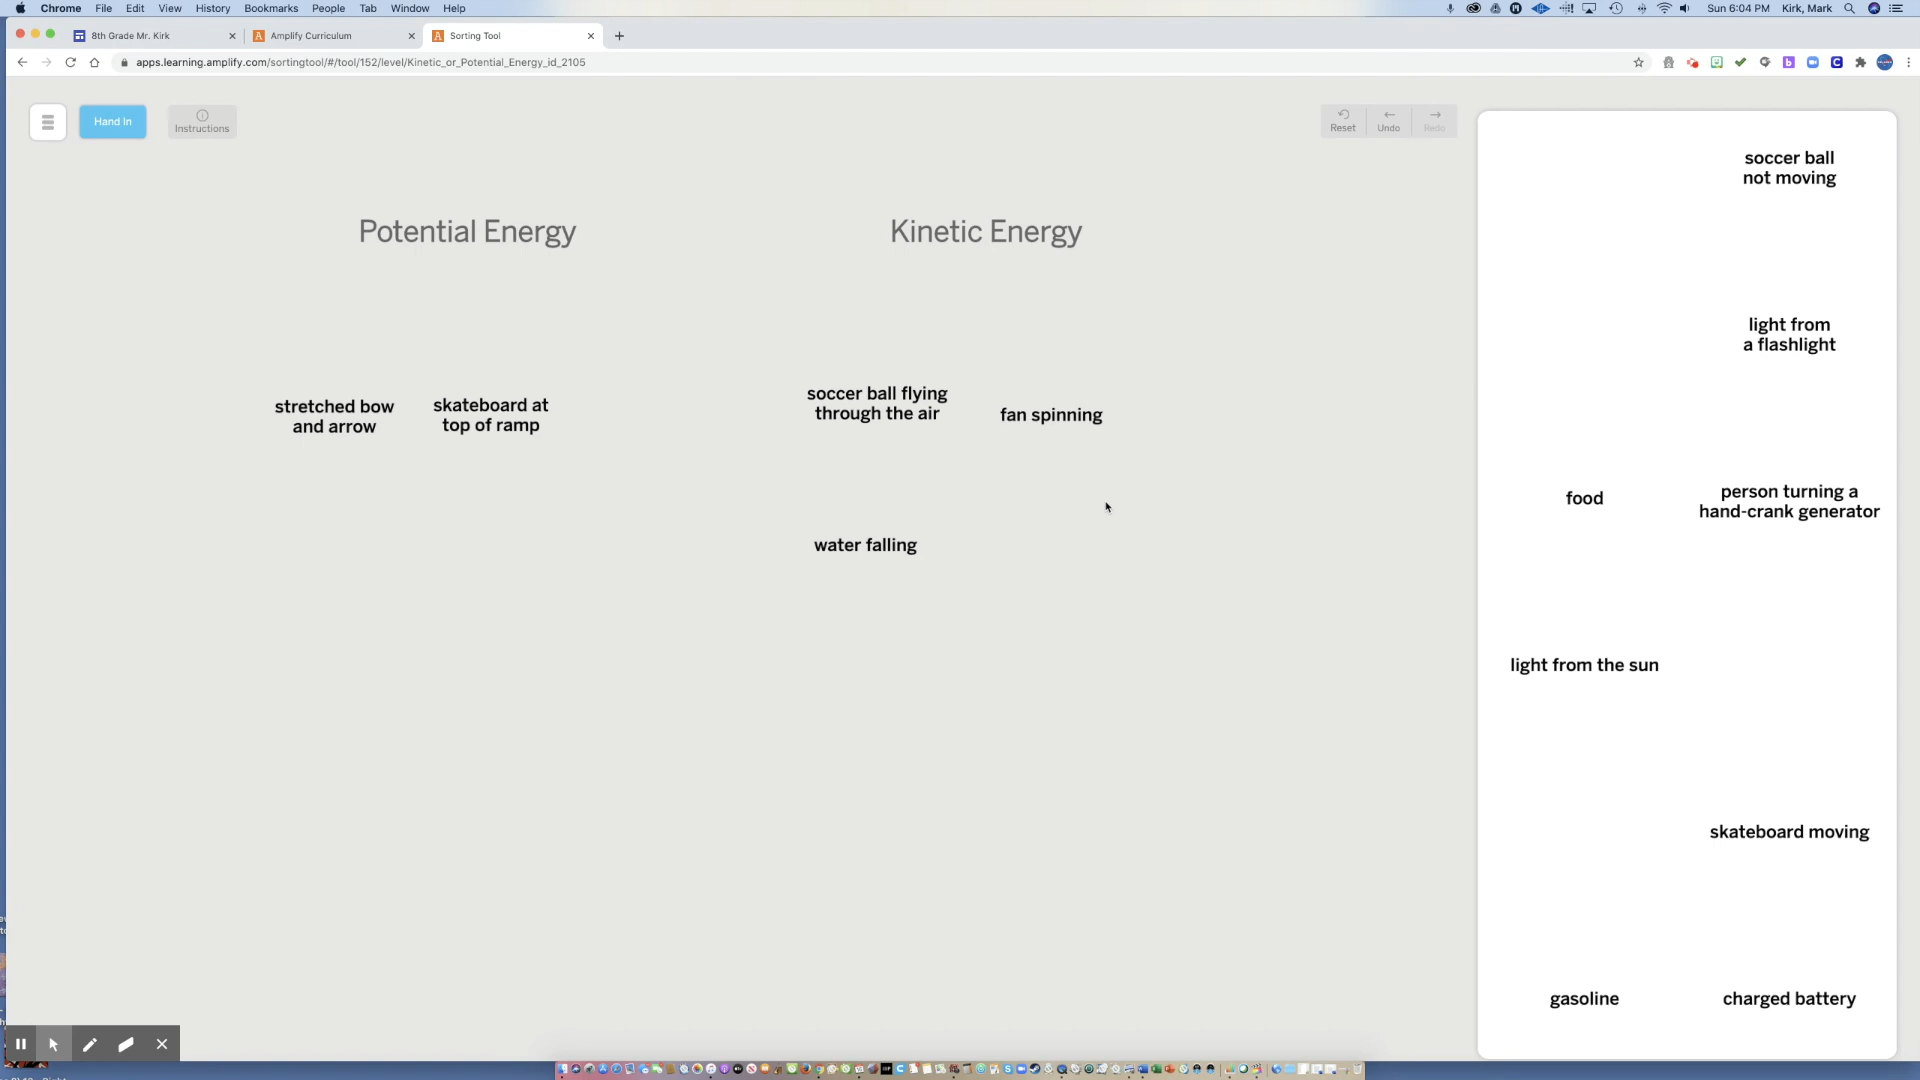 Chrome File Edit View History Bookmarks People Tab Window Help
Sun 6:04 PM Kirk, Mark
8th Grade Mr. Kirk
Amplify Curriculum
Sorting Tool
apps.learning.amplify.com/sortingtool/#/tool/152/level/Kinetic_or_Potential_Energy_id_2105
Hand In
Instructions
Reset
Undo
Redo
Potential Energy
Kinetic Energy
stretched bow
and arrow
skateboard at
top of ramp
soccer ball flying
through the air
fan spinning
water falling
soccer ball
not moving
light from
a flashlight
food
person turning a
hand-crank generator
light from the sun
skateboard moving
gasoline
charged battery